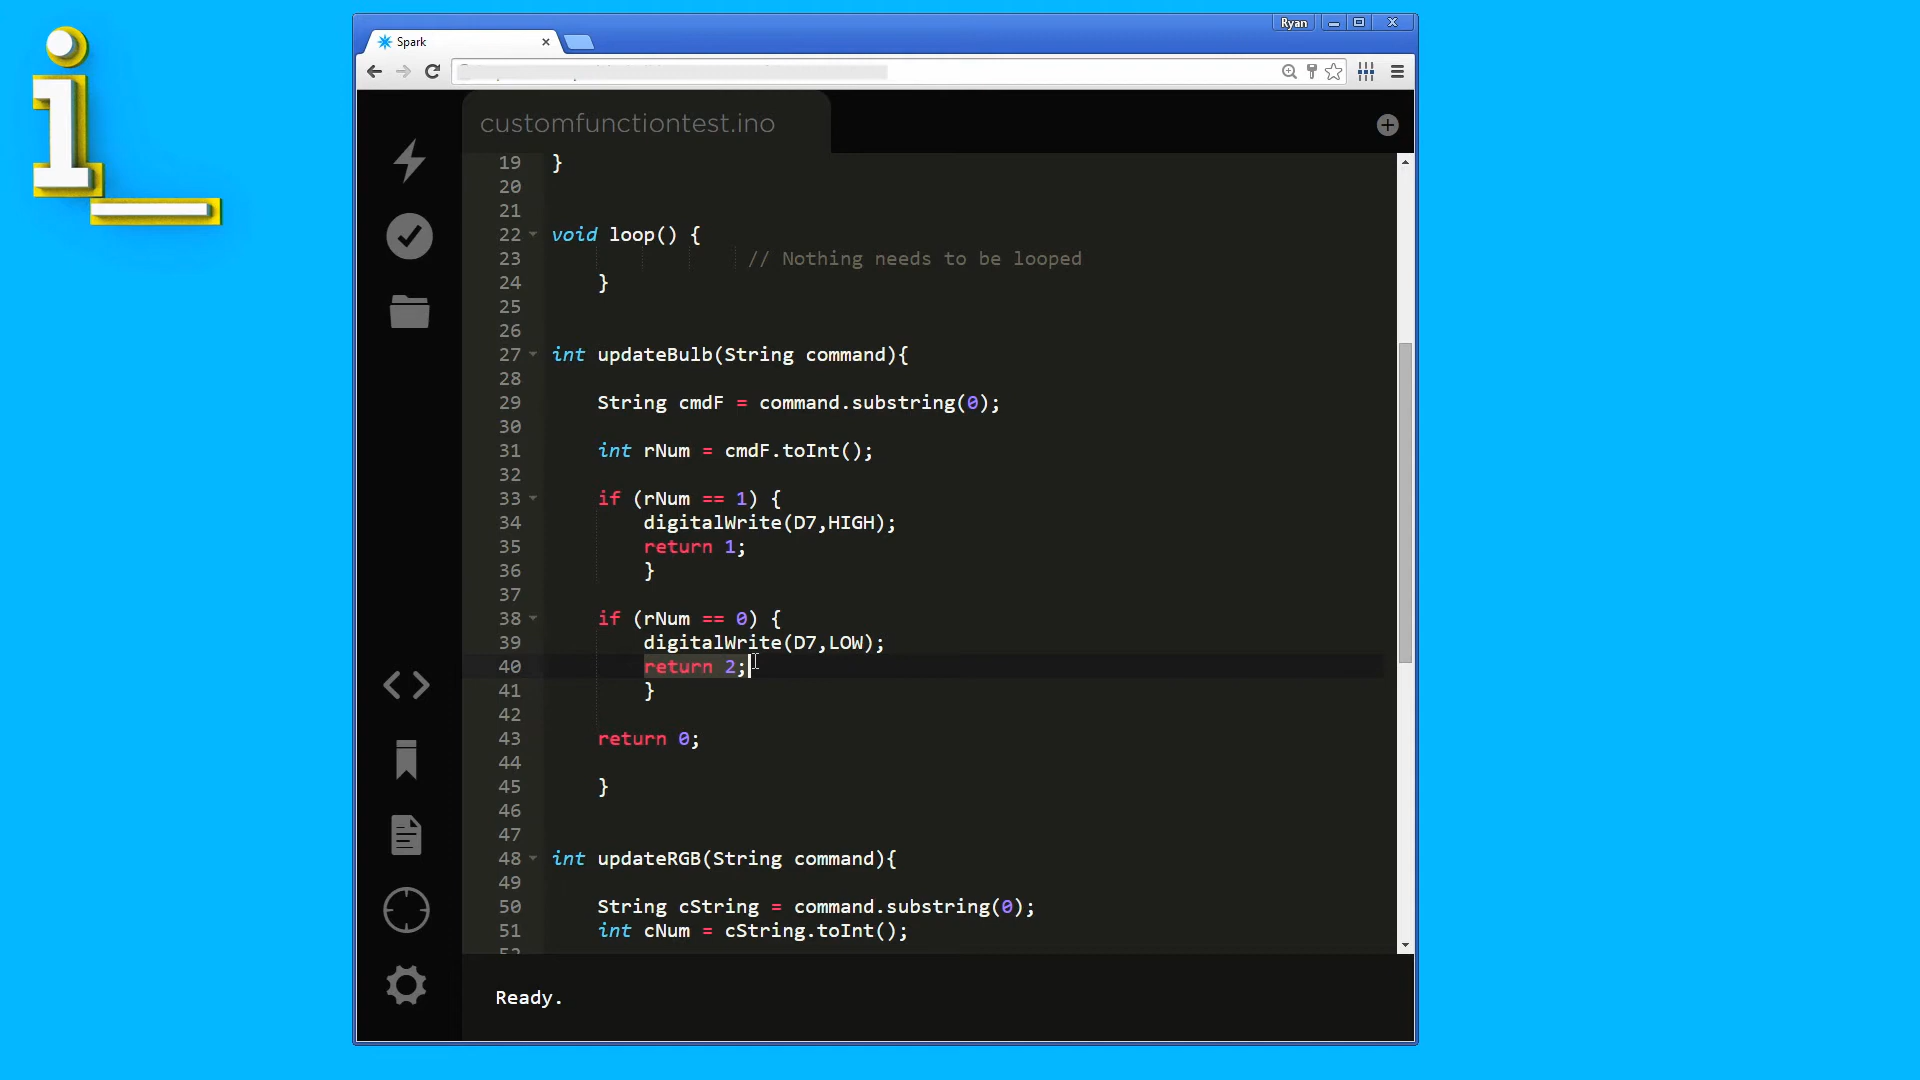 i_
Ryan
Spark
customfunctiontest.ino
19 }
20
21
22 void loop() {
23 // Nothing needs to be looped
24 }
25
26
27 int updateBulb(String command){
28
29 String cmdF = command.substring(0);
30
31 int rNum = cmdF.toInt();
32
33 if (rNum == 1) {
34 digitalWrite(D7,HIGH);
35 return 1;
36 }
37
38 if (rNum == 0) {
39 digitalWrite(D7,LOW);
40 return 2;
41 }
42
43 return 0;
44
45 }
46
47
48 int updateRGB(String command){
49
50 String cString = command.substring(0);
51 int cNum = cString.toInt();
Ready.